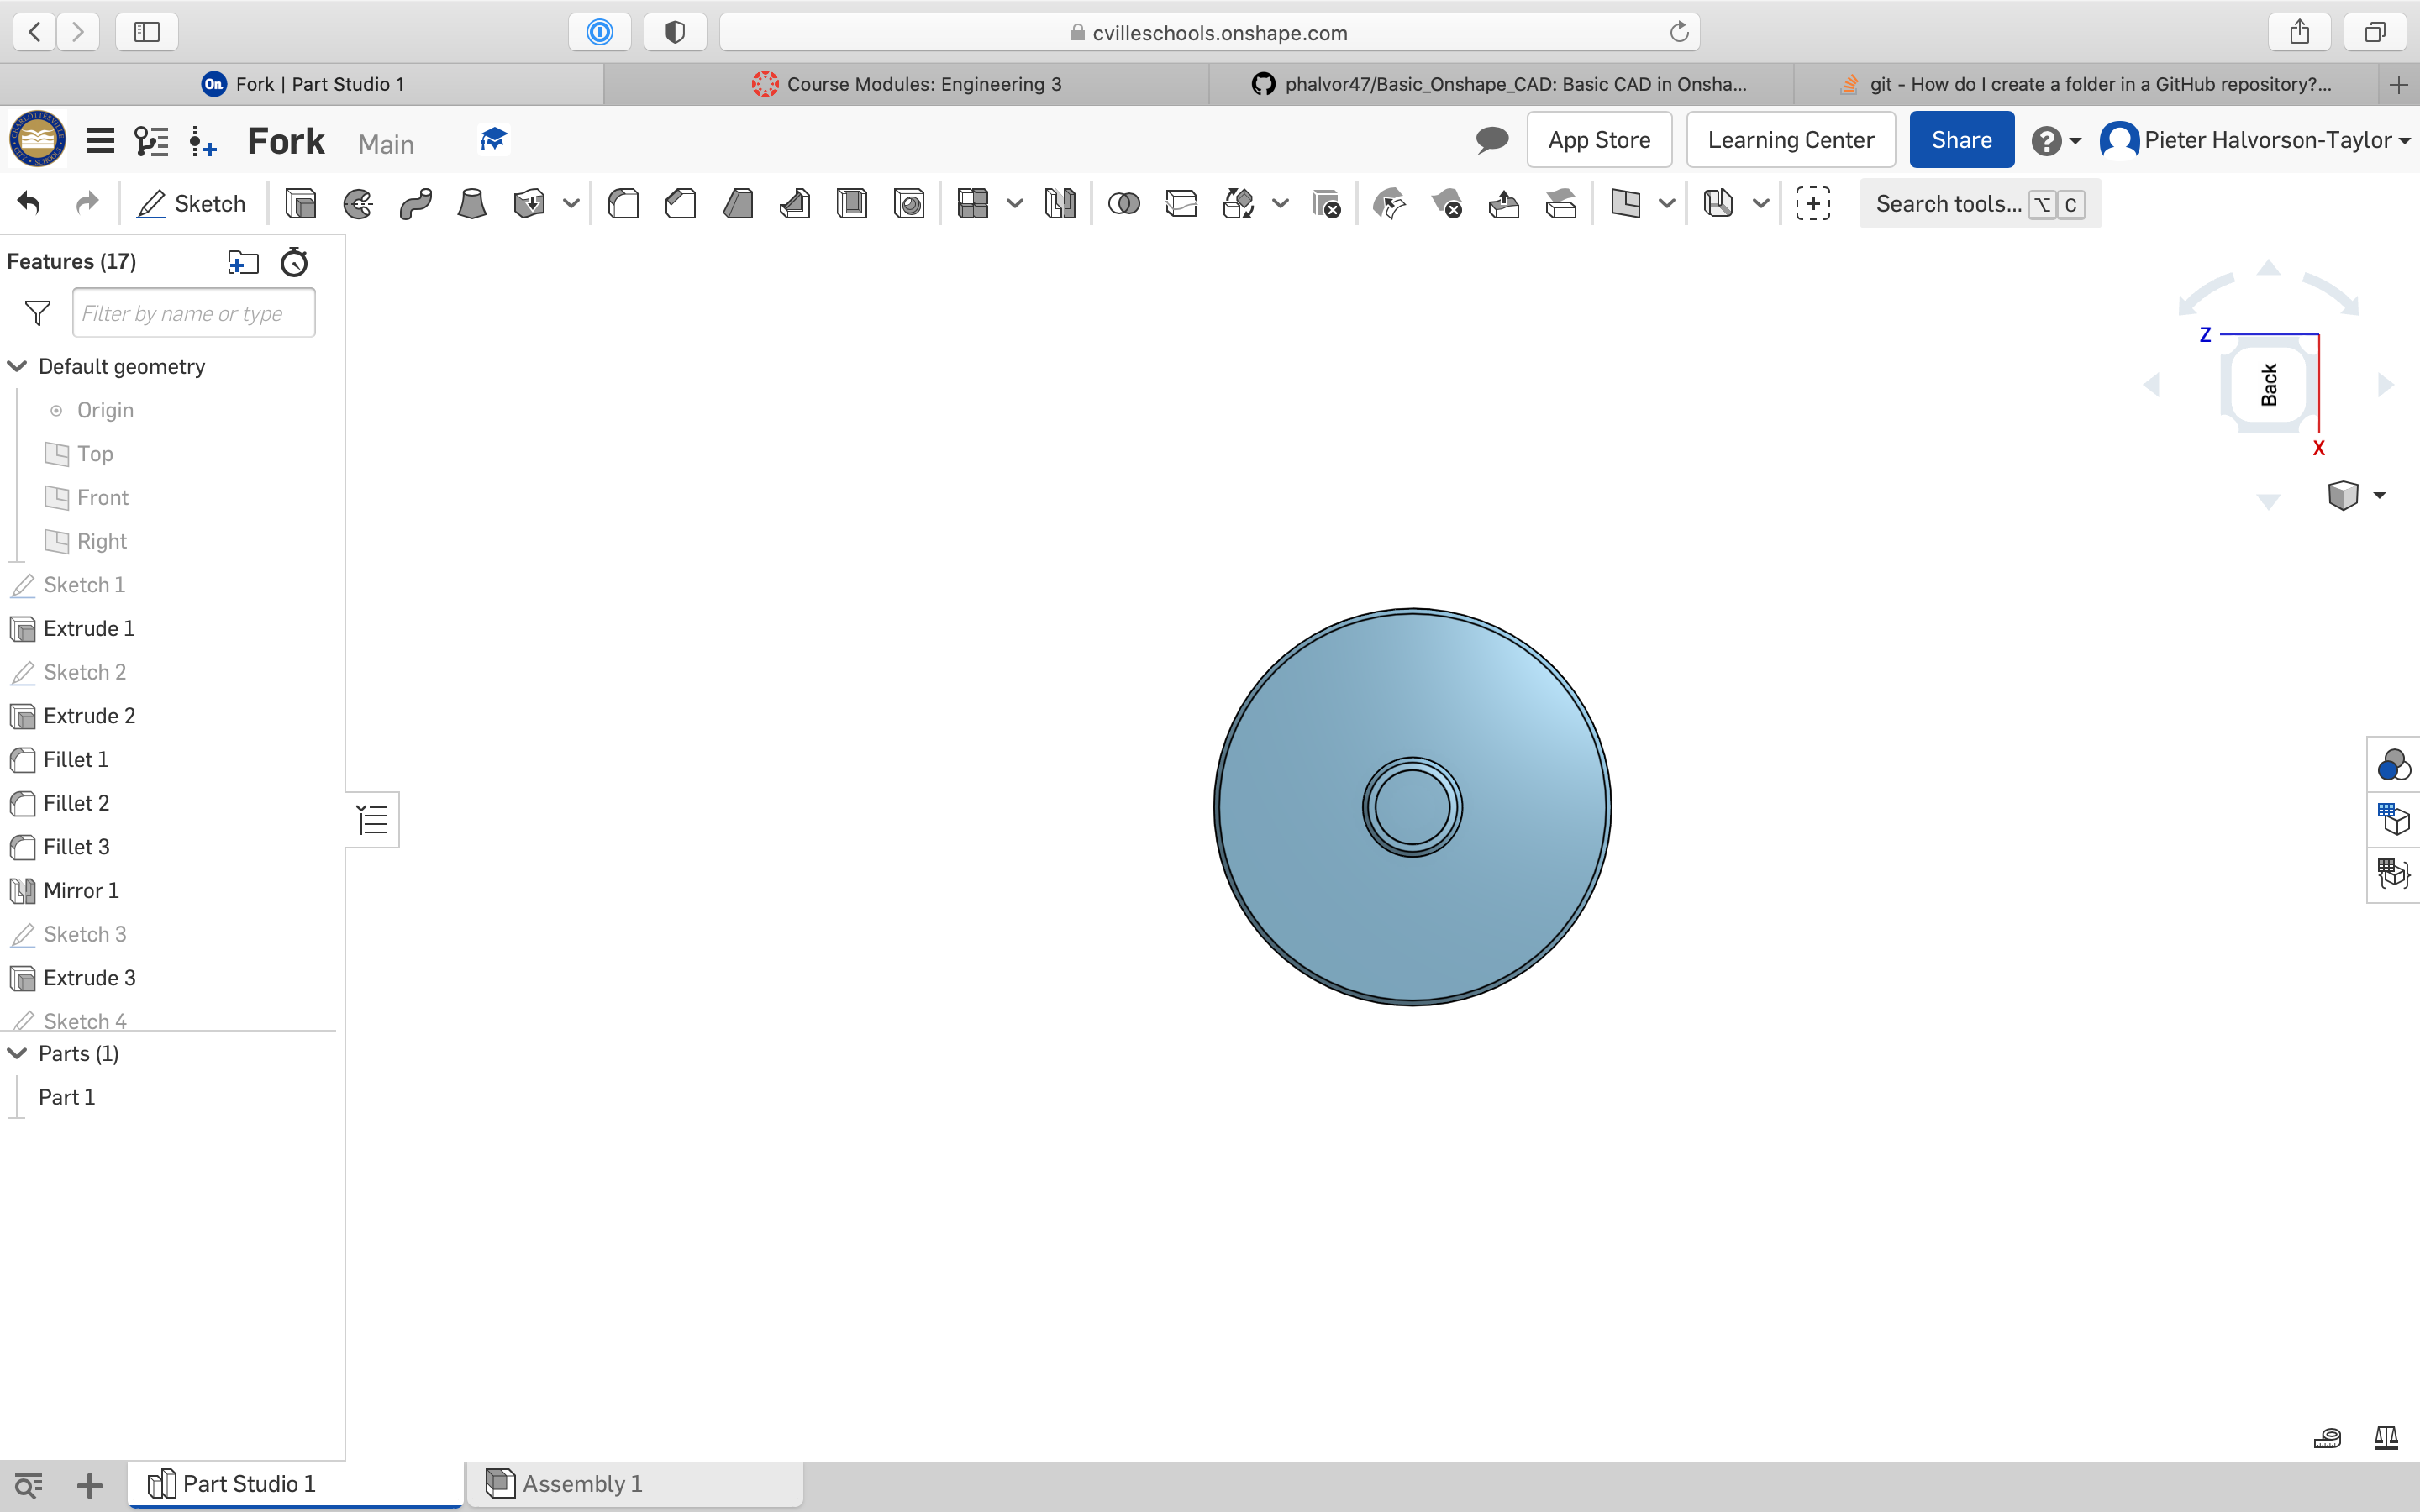 cvilleschools.onshape.com
On Fork | Part Studio 1
Course Modules: Engineering 3
phalvor47/Basic_Onshape_CAD: Basic CAD in Onsha...
git - How do I create a folder in a GitHub repository?...
Fork Main
App Store
Learning Center
Share
Pieter Halvorson-Taylor
Sketch
Search tools... ⌥ C
Features (17)
Filter by name or type
Default geometry
Origin
Top
Front
Right
Sketch 1
Extrude 1
Sketch 2
Extrude 2
Fillet 1
Fillet 2
Fillet 3
Mirror 1
Sketch 3
Extrude 3
Sketch 4
Parts (1)
Part 1
Z
Back
X
Part Studio 1
Assembly 1